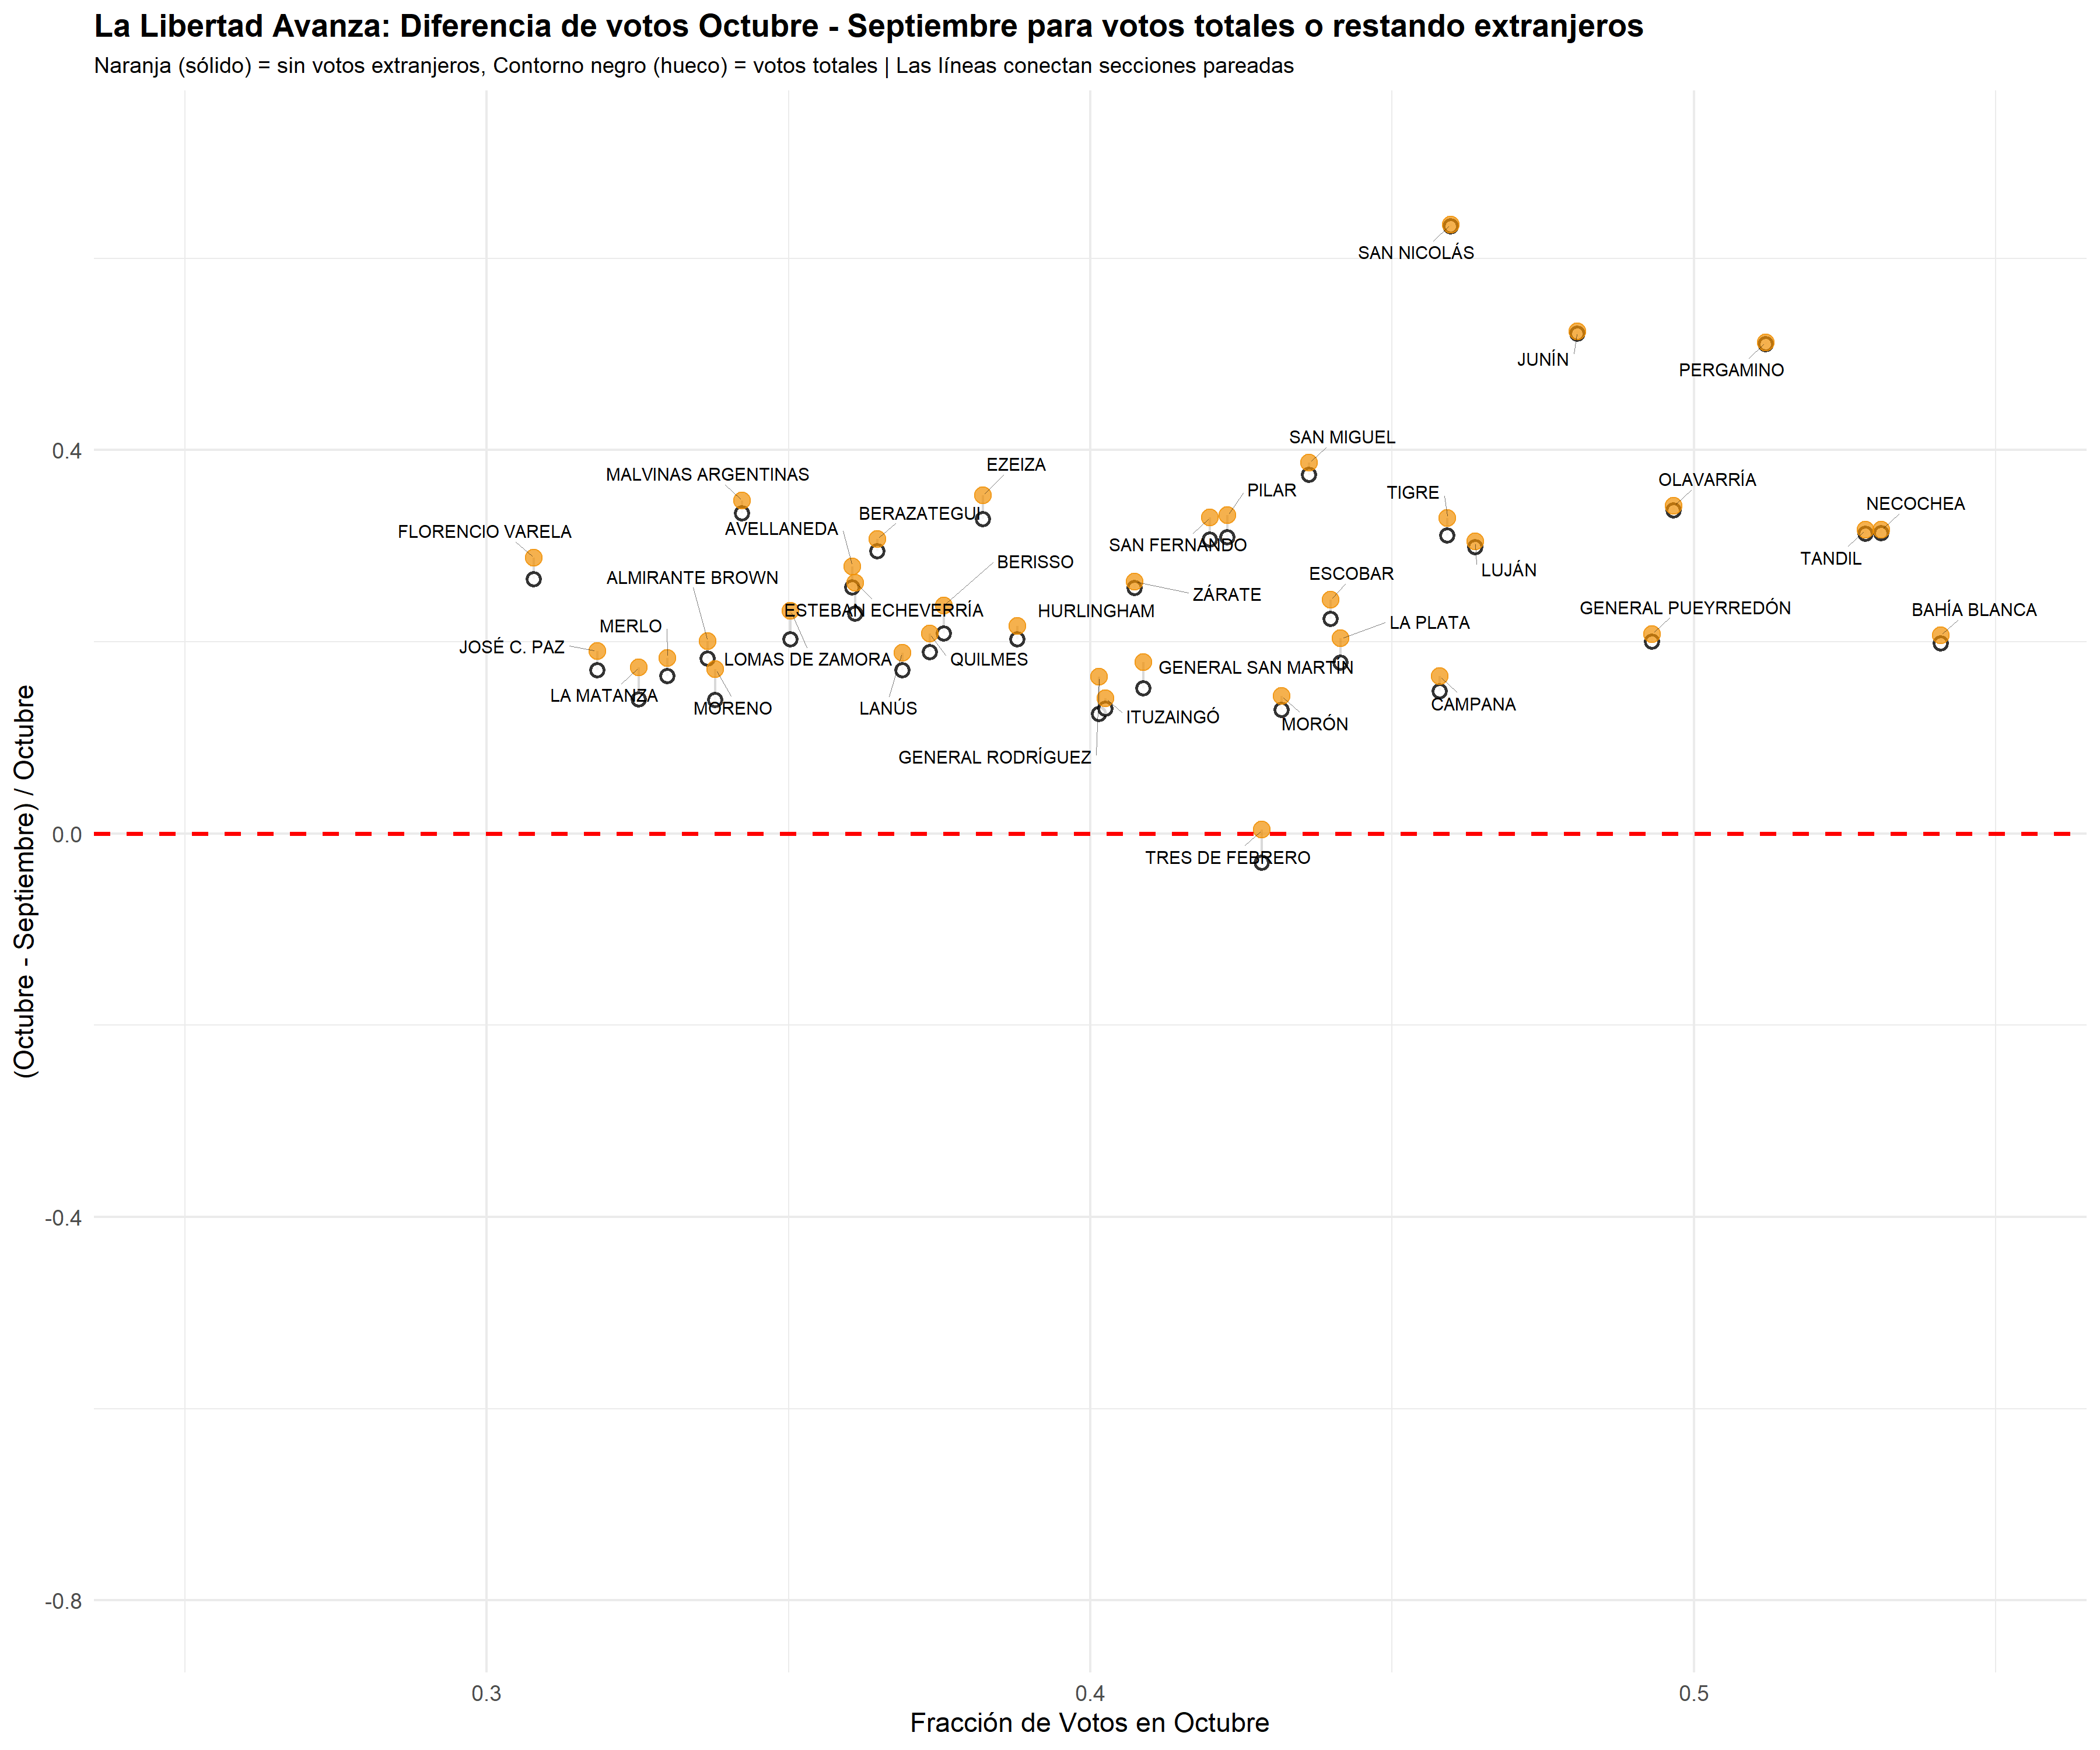 La Libertad Avanza: Diferencia de votos Octubre - Septiembre para votos totales o restando extranjeros
Naranja (sólido) = sin votos extranjeros, Contorno negro (hueco) = votos totales | Las líneas conectan secciones pareadas
SAN NICOLÁS
JUNÍN
PERGAMINO
SAN MIGUEL
0.4
EZEIZA
MALVINAS ARGENTINAS
OLAVARRÍA
PILAR
TIGRE
NECOCHEA
BERAZATEGUI
AVELLANEDA
FLORENCIO VARELA
SAN FERNANDO
TANDIL
BERISSO
LUJÁN
ESCOBAR
ALMIRANTE BROWN
ZÁRATE
GENERAL PUEYRREDÓN
BAHÍA BLANCA
ESTEBAN ECHEVERRÍA
HURLINGHAM
LA PLATA
MERLO
JOSÉ C. PAZ
LOMAS DE ZAMORA
QUILMES
GENERAL SAN MARTÍN
LA MATANZA
CAMPANA
MORENO
LANÚS
ITUZAINGÓ
MORÓN
GENERAL RODRÍGUEZ
0.0
TRES DE FEBRERO
(Octubre - Septiembre) / Octubre
-0.4
-0.8
0.3
0.4
0.5
Fracción de Votos en Octubre